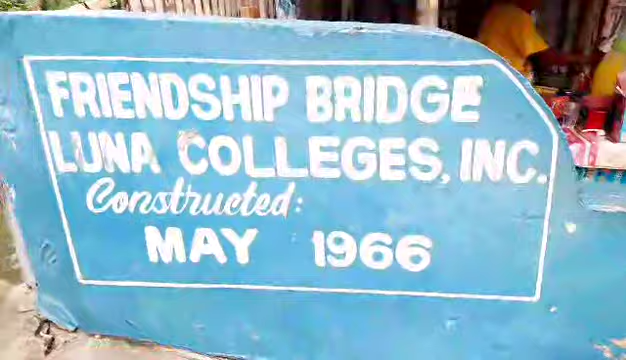 FRIENDSHIP BRIDGE
LUNA COLLEGES, INC.
Constructed:
MAY 1966